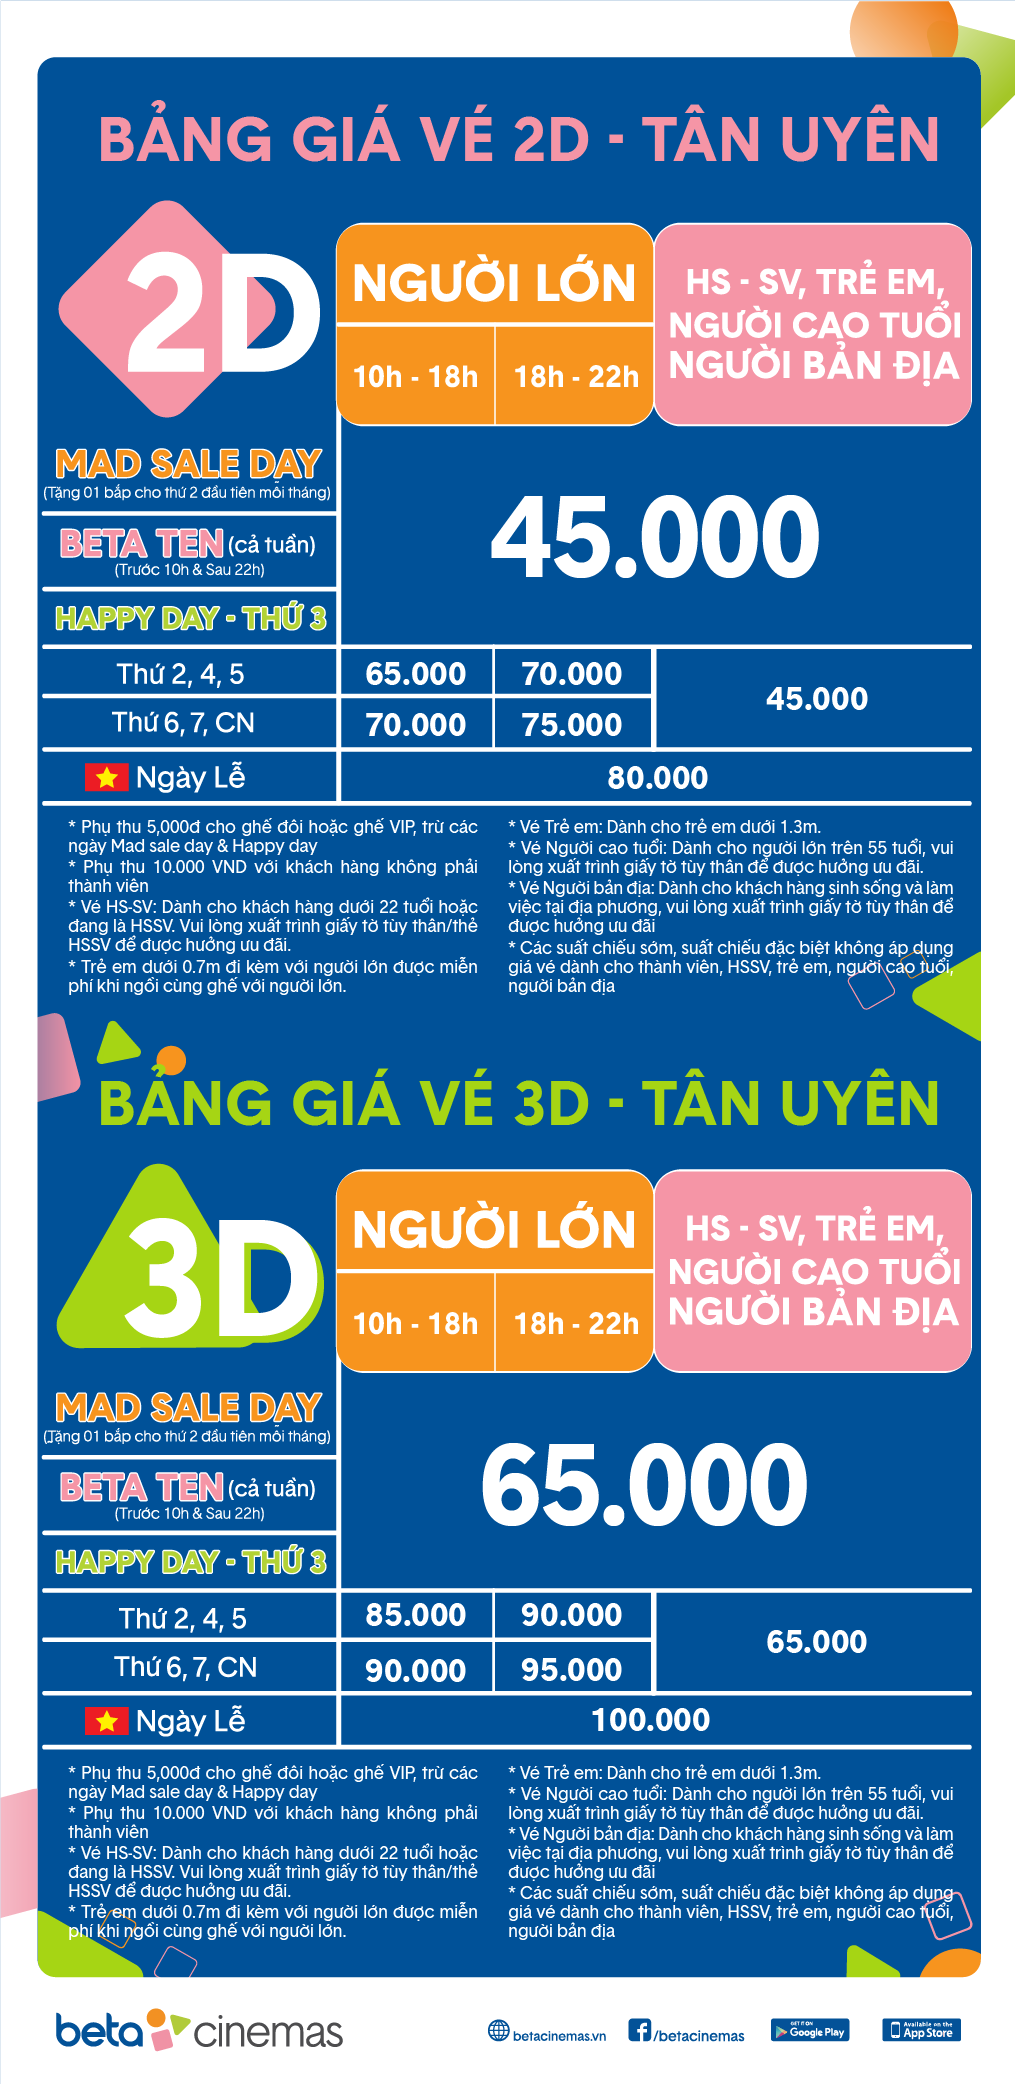 BẢNG GIÁ VÉ 2D - TÂN UYÊN
2D
NGƯỜI LỚN
10h - 18h
18h - 22h
HS - SV, TRẺ EM,
NGƯỜI CAO TUỔI
NGƯỜI BẢN ĐỊA
MAD SALE DAY
(Tặng 01 bắp cho thứ 2 đầu tiên mỗi tháng)
BETA TEN (cả tuần)
(Trước 10h & Sau 22h)
HAPPY DAY - THỨ 3
45.000
Thứ 2, 4, 5
65.000
70.000
45.000
Thứ 6, 7, CN
70.000
75.000
Ngày Lễ
80.000
* Phụ thu 5,000đ cho ghế đôi hoặc ghế VIP, trừ các
ngày Mad sale day & Happy day
* Phụ thu 10.000 VND với khách hàng không phải
thành viên
* Vé HS-SV: Dành cho khách hàng dưới 22 tuổi hoặc
đang là HSSV. Vui lòng xuất trình giấy tờ tùy thân/thẻ
HSSV để được hưởng ưu đãi.
* Trẻ em dưới 0.7m đi kèm với người lớn được miễn
phí khi ngồi cùng ghế với người lớn.
* Vé Trẻ em: Dành cho trẻ em dưới 1.3m.
* Vé Người cao tuổi: Dành cho người lớn trên 55 tuổi, vui
lòng xuất trình giấy tờ tùy thân để được hưởng ưu đãi.
* Vé Người bản địa: Dành cho khách hàng sinh sống và làm
việc tại địa phương, vui lòng xuất trình giấy tờ tùy thân để
được hưởng ưu đãi
* Các suất chiếu sớm, suất chiếu đặc biệt không áp dụng
giá vé dành cho thành viên, HSSV, trẻ em, người cao tuổi,
người bản địa
BẢNG GIÁ VÉ 3D - TÂN UYÊN
3D
NGƯỜI LỚN
10h - 18h
18h - 22h
HS - SV, TRẺ EM,
NGƯỜI CAO TUỔI
NGƯỜI BẢN ĐỊA
MAD SALE DAY
(Tặng 01 bắp cho thứ 2 đầu tiên mỗi tháng)
BETA TEN (cả tuần)
(Trước 10h & Sau 22h)
HAPPY DAY - THỨ 3
65.000
Thứ 2, 4, 5
85.000
90.000
65.000
Thứ 6, 7, CN
90.000
95.000
Ngày Lễ
100.000
* Phụ thu 5,000đ cho ghế đôi hoặc ghế VIP, trừ các
ngày Mad sale day & Happy day
* Phụ thu 10.000 VND với khách hàng không phải
thành viên
* Vé HS-SV: Dành cho khách hàng dưới 22 tuổi hoặc
đang là HSSV. Vui lòng xuất trình giấy tờ tùy thân/thẻ
HSSV để được hưởng ưu đãi.
* Trẻ em dưới 0.7m đi kèm với người lớn được miễn
phí khi ngồi cùng ghế với người lớn.
* Vé Trẻ em: Dành cho trẻ em dưới 1.3m.
* Vé Người cao tuổi: Dành cho người lớn trên 55 tuổi, vui
lòng xuất trình giấy tờ tùy thân để được hưởng ưu đãi.
* Vé Người bản địa: Dành cho khách hàng sinh sống và làm
việc tại địa phương, vui lòng xuất trình giấy tờ tùy thân để
được hưởng ưu đãi
* Các suất chiếu sớm, suất chiếu đặc biệt không áp dụng
giá vé dành cho thành viên, HSSV, trẻ em, người cao tuổi,
người bản địa
beta cinemas
betacinemas.vn
/betacinemas
GET IT ON
Google Play
Available on the
App Store